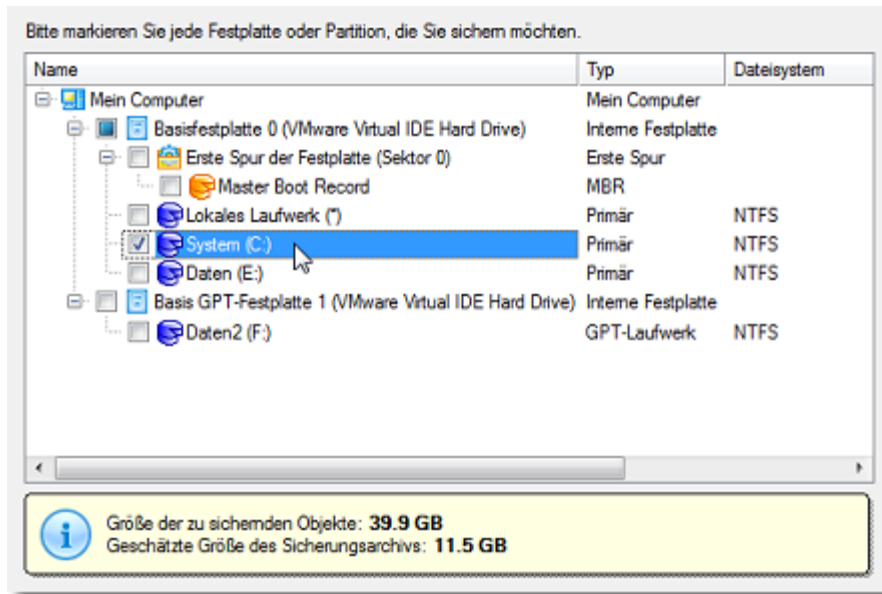 Bitte markieren Sie jede Festplatte oder Partition, die Sie sichern möchten.
Name Typ Dateisystem
Mein Computer Mein Computer
Basisfestplatte 0 (VMware Virtual IDE Hard Drive) Interne Festplatte
Erste Spur der Festplatte (Sektor 0) Erste Spur
Master Boot Record MBR
Lokales Laufwerk (*) Primär NTFS
System (C:) Primär NTFS
Daten (E:) Primär NTFS
Basis GPT-Festplatte 1 (VMware Virtual IDE Hard Drive) Interne Festplatte
Daten2 (F:) GPT-Laufwerk NTFS
Größe der zu sichernden Objekte: 39.9 GB
Geschätzte Größe des Sicherungsarchivs: 11.5 GB